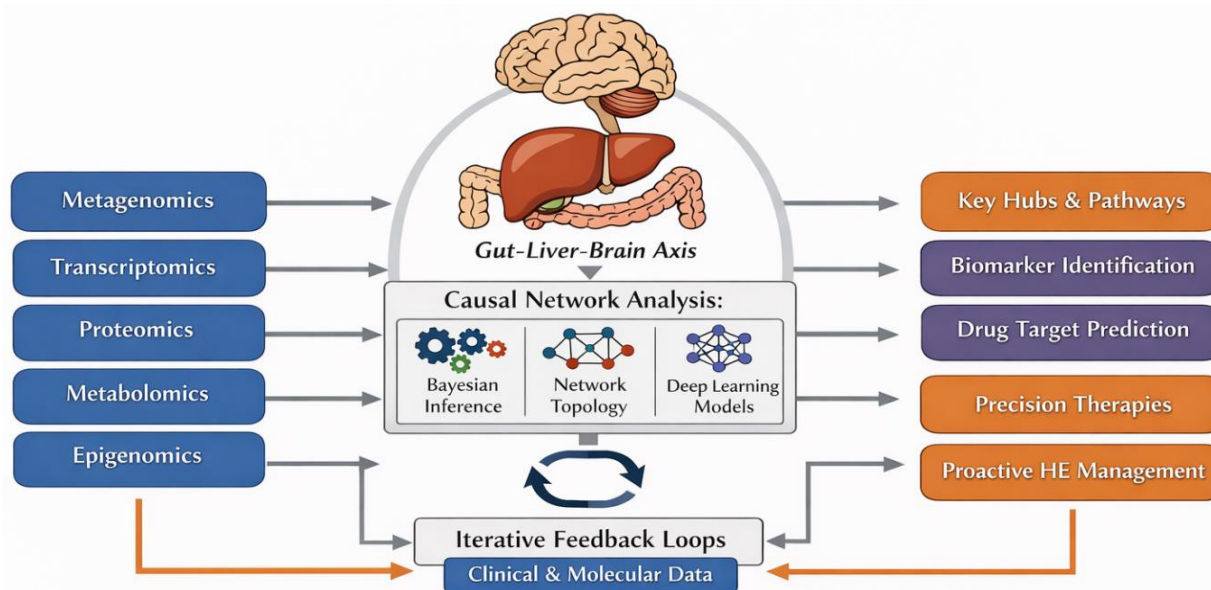 Metagenomics
Transcriptomics
Proteomics
Metabolomics
Epigenomics
Gut-Liver-Brain Axis
Causal Network Analysis:
Bayesian
Inference
Network
Topology
Deep Learning
Models
Iterative Feedback Loops
Clinical & Molecular Data
Key Hubs & Pathways
Biomarker Identification
Drug Target Prediction
Precision Therapies
Proactive HE Management